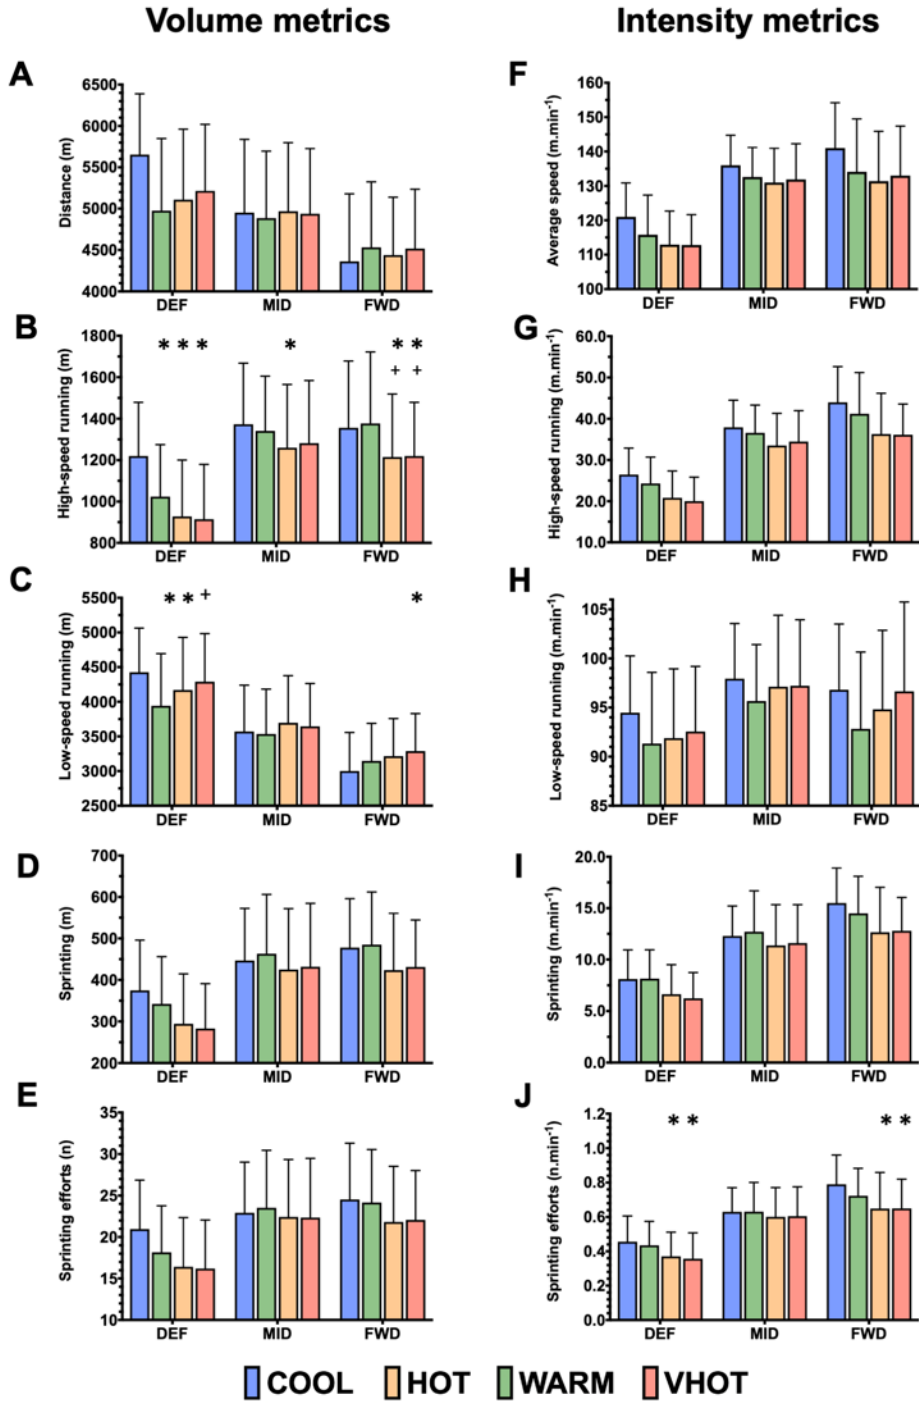 Volume metrics
Intensity metrics
A
Distance (m)
6500
6000
5500
5000
4500
4000
DEF MID FWD
F
Average speed (m.min-1)
160
150
140
130
120
110
100
DEF MID FWD
B
High-speed running (m)
1800
1600
1400
1200
1000
800
* * * * * *
+ +
DEF MID FWD
G
High-speed running (m.min-1)
60.0
50.0
40.0
30.0
20.0
10.0
DEF MID FWD
C
Low-speed running (m)
5500
5000
4500
4000
3500
3000
2500
* * + *
DEF MID FWD
H
Low-speed running (m.min-1)
105
100
95
90
85
DEF MID FWD
D
Sprinting (m)
700
600
500
400
300
200
DEF MID FWD
I
Sprinting (m.min-1)
20.0
15.0
10.0
5.0
0.0
DEF MID FWD
E
Sprinting efforts (n)
35
30
25
20
15
10
DEF MID FWD
J
Sprinting efforts (n.min-1)
1.2
1.0
0.8
0.6
0.4
0.2
0.0
* * * *
DEF MID FWD
COOL HOT WARM VHOT